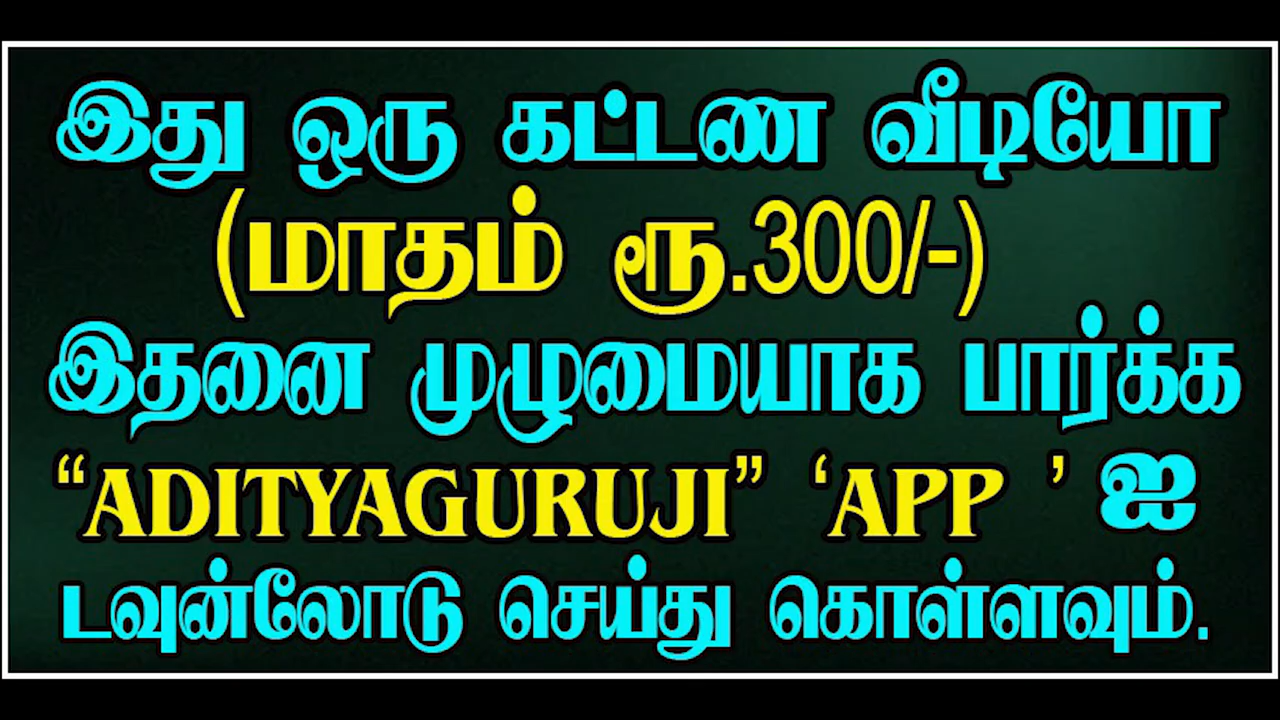 இது ஒரு கட்டண வீடியோ
(மாதம் ரூ.300/-)
இதனை முழுமையாக பார்க்க
“ADITYAGURUJI” ‘APP ’ ஐ
டவுன்லோடு செய்து கொள்ளவும்.